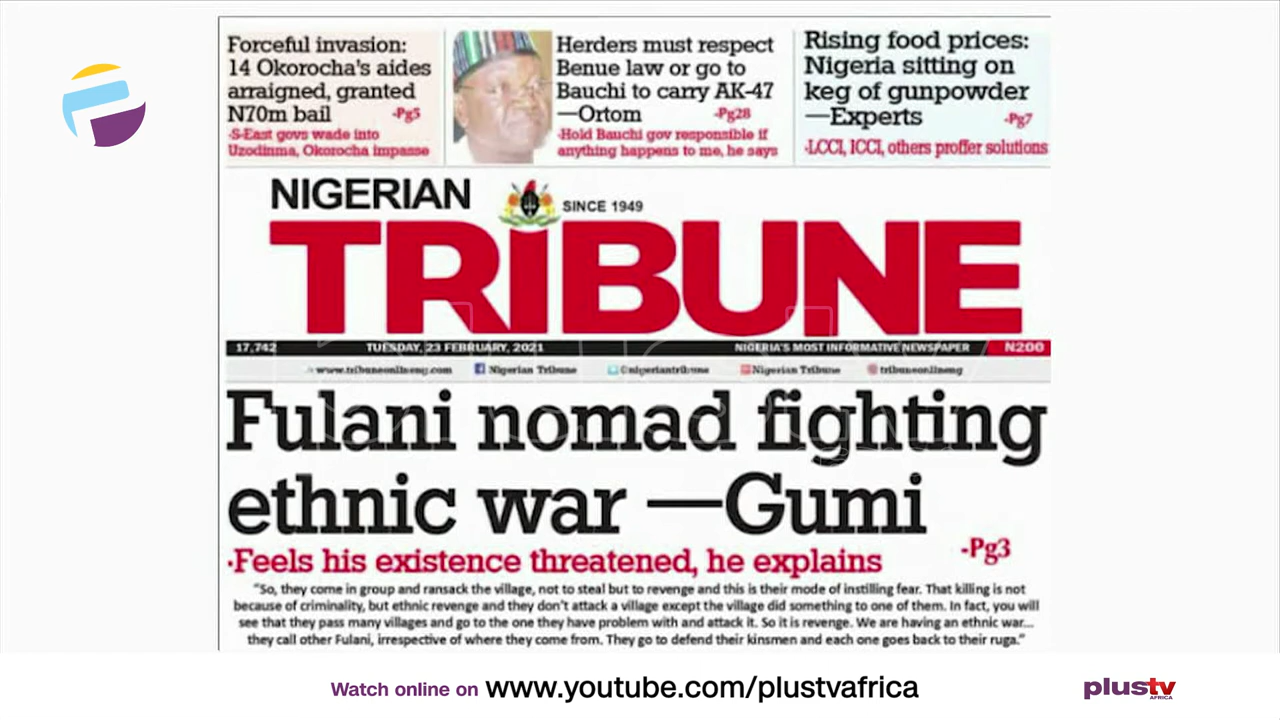 Forceful invasion:
14 Okorocha's aides
arraigned, granted
N70m bail -Pg5
·S-East govs wade into
Uzodinma, Okorocha impasse
Herders must respect
Benue law or go to
Bauchi to carry AK-47
—Ortom -Pg28
·Hold Bauchi gov responsible if
anything happens to me, he says
Rising food prices:
Nigeria sitting on
keg of gunpowder
—Experts -Pg7
·LCCI, ICCI, others proffer solutions
NIGERIAN
SINCE 1949
TRIBUNE
17,742 TUESDAY, 23 FEBRUARY, 2021 NIGERIA'S MOST INFORMATIVE NEWSPAPER N200
www.tribuneonlineng.com Nigerian Tribune @nigeriantribune Nigerian Tribune tribuneonlineng
Fulani nomad fighting
ethnic war —Gumi
·Feels his existence threatened, he explains -Pg3
"So, they come in group and ransack the village, not to steal but to revenge and this is their mode of instilling fear. That killing is not
because of criminality, but ethnic revenge and they don't attack a village except the village did something to one of them. In fact, you will
see that they pass many villages and go to the one they have problem with and attack it. So it is revenge. We are having an ethnic war...
they call other Fulani, irrespective of where they come from. They go to defend their kinsmen and each one goes back to their ruga."
Watch online on www.youtube.com/plustvafrica
plustv
AFRICA